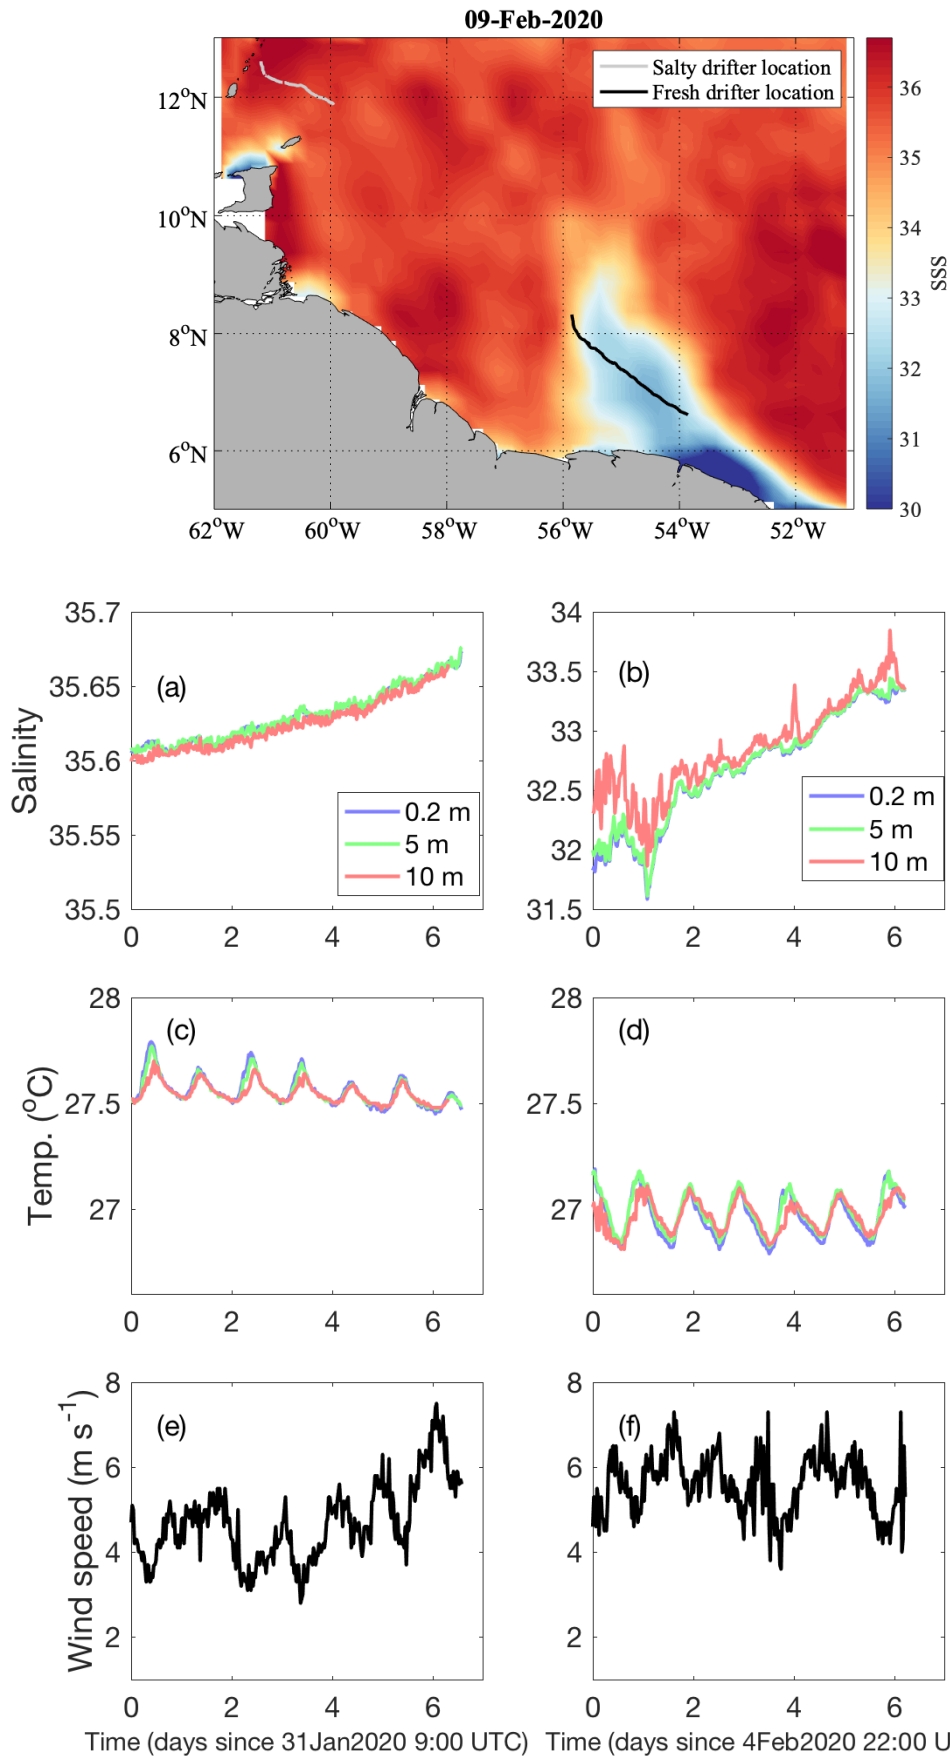 09-Feb-2020
Salty drifter location
Fresh drifter location
12°N
10°N
8°N
6°N
62°W 60°W 58°W 56°W 54°W 52°W
36
35
34
33
32
31
30
SSS
35.7
35.65
35.6
35.55
35.5
Salinity
(a)
0.2 m
5 m
10 m
0 2 4 6
34
33.5
33
32.5
32
31.5
(b)
0.2 m
5 m
10 m
0 2 4 6
28
27.5
27
Temp. (°C)
(c)
0 2 4 6
28
27.5
27
(d)
0 2 4 6
8
6
4
2
Wind speed (m s⁻¹)
(e)
0 2 4 6
Time (days since 31Jan2020 9:00 UTC)
8
6
4
2
(f)
0 2 4 6
Time (days since 4Feb2020 22:00 U